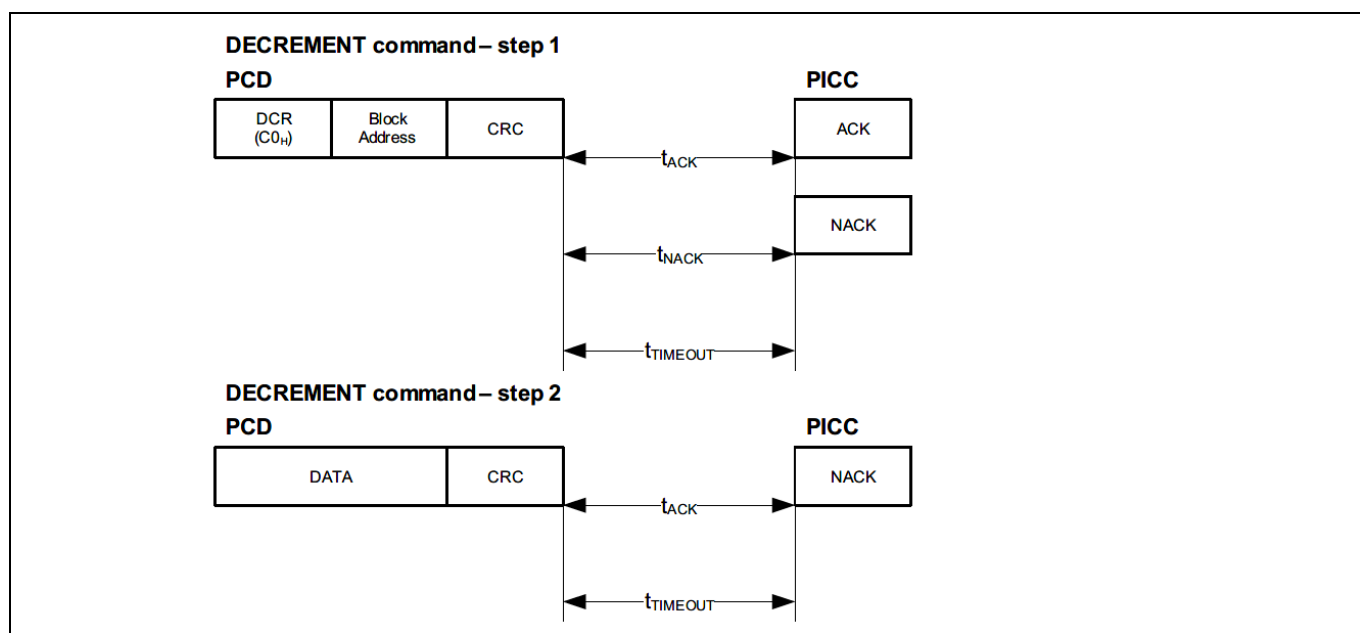 DECREMENT command – step 1
PCD PICC
DCR (C0H) Block Address CRC ACK
tACK
NACK
tNACK
tTIMEOUT
DECREMENT command – step 2
PCD PICC
DATA CRC NACK
tACK
tTIMEOUT